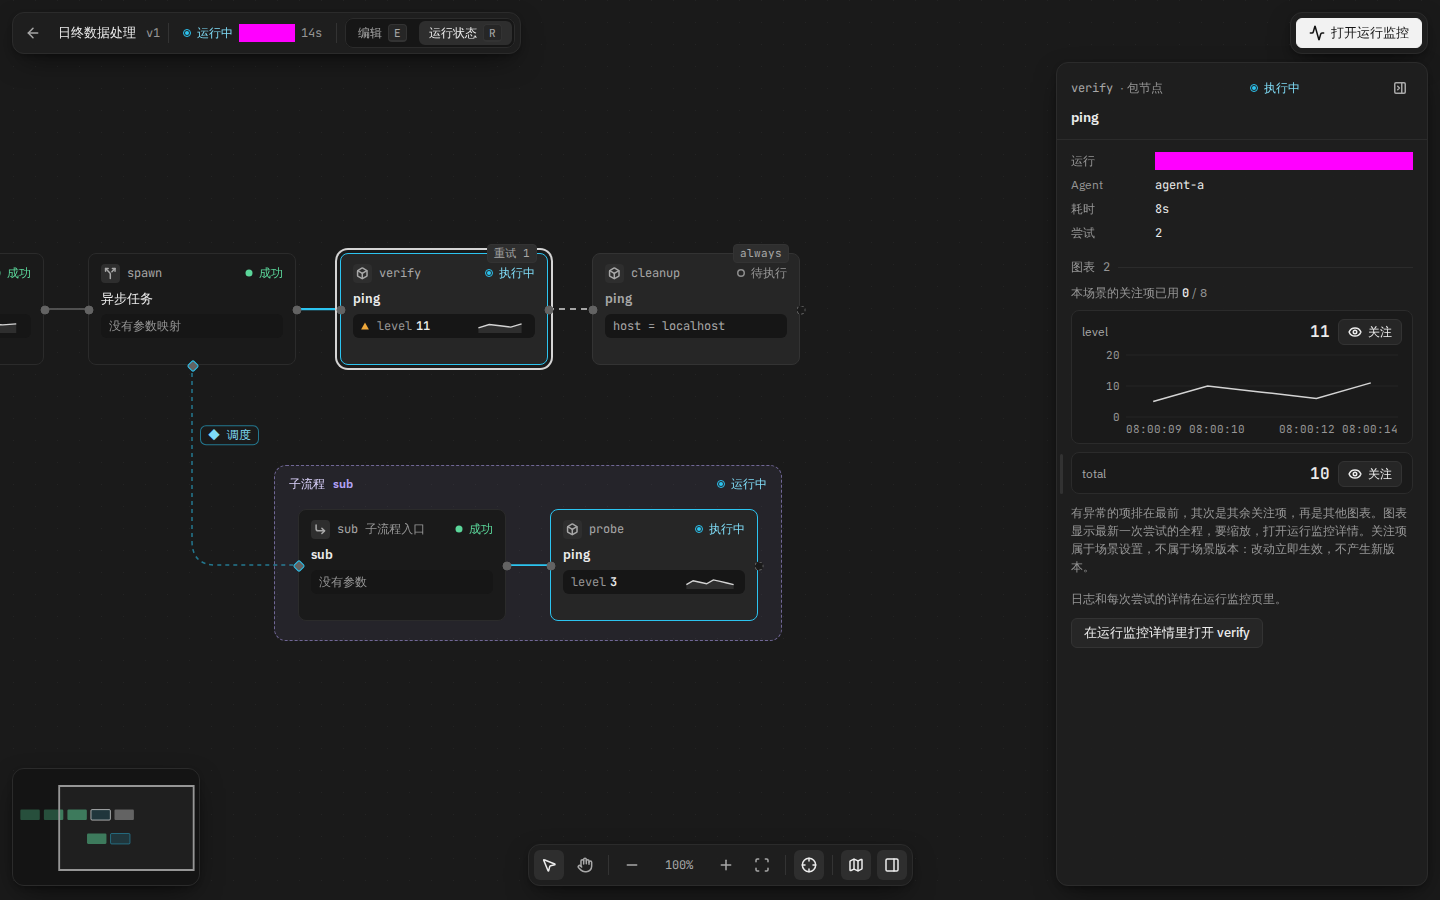 日终数据处理 v1 运行中 14s 编辑 E 运行状态 R
打开运行监控
verify · 包节点 执行中
ping
运行
Agent agent-a
耗时 8s
尝试 2
图表 2
本场景的关注项已用 0 / 8
level 11 关注
20
10
0
08:00:09 08:00:10 08:00:12 08:00:14
total 10 关注
有异常的项排在最前，其次是其余关注项，再是其他图表。图表
显示最新一次尝试的全程，要缩放，打开运行监控详情。关注项
属于场景设置，不属于场景版本：改动立即生效，不产生新版
本。
日志和每次尝试的详情在运行监控页里。
在运行监控详情里打开 verify
成功
spawn 成功
异步任务
没有参数映射
重试 1
verify 执行中
ping
level 11
always
cleanup 待执行
ping
host = localhost
调度
子流程 sub 运行中
sub 子流程入口 成功
sub
没有参数
probe 执行中
ping
level 3
100%